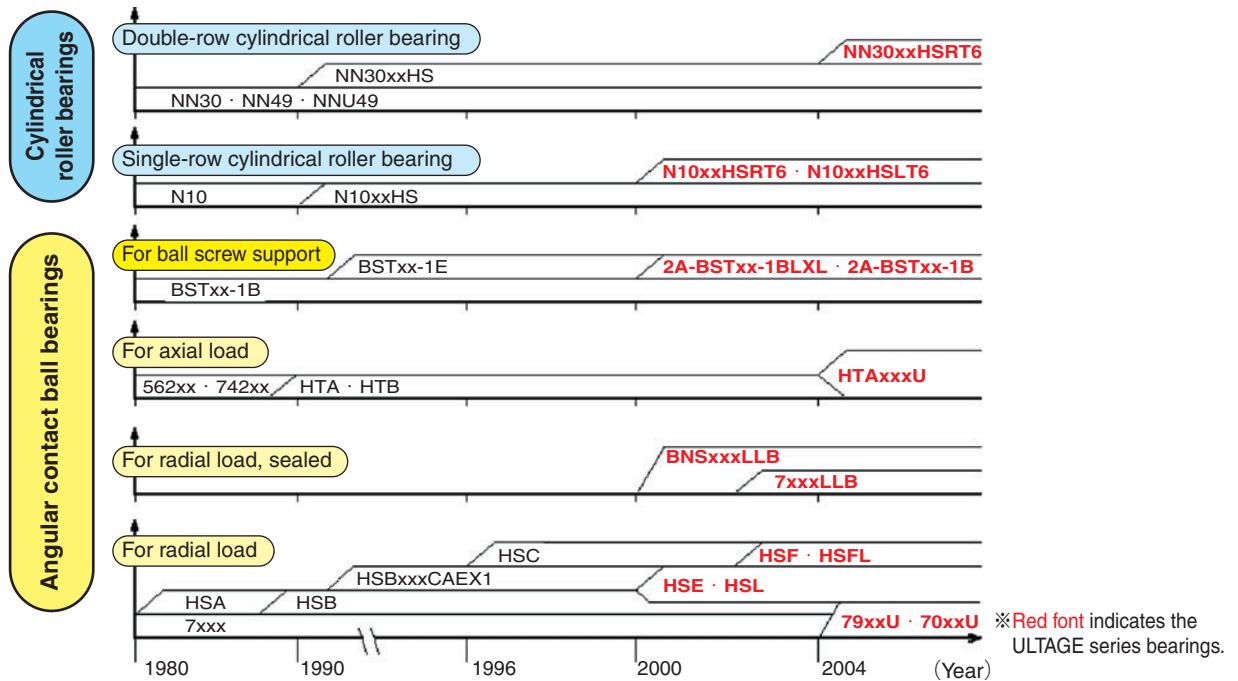 Cylindrical
roller bearings
Double-row cylindrical roller bearing
NN30xxHSRT6
NN30xxHS
NN30 · NN49 · NNU49
Single-row cylindrical roller bearing
N10xxHSRT6 · N10xxHSLT6
N10
N10xxHS
Angular contact ball bearings
For ball screw support
BSTxx-1E
2A-BSTxx-1BLXL · 2A-BSTxx-1B
BSTxx-1B
For axial load
562xx · 742xx
HTA · HTB
HTAxxxU
For radial load, sealed
BNSxxxLLB
7xxxLLB
For radial load
HSC
HSF · HSFL
HSBxxxCAEX1
HSE · HSL
HSA
HSB
7xxx
79xxU · 70xxU
1980
1990
1996
2000
2004
(Year)
※Red font indicates the
ULTAGE series bearings.